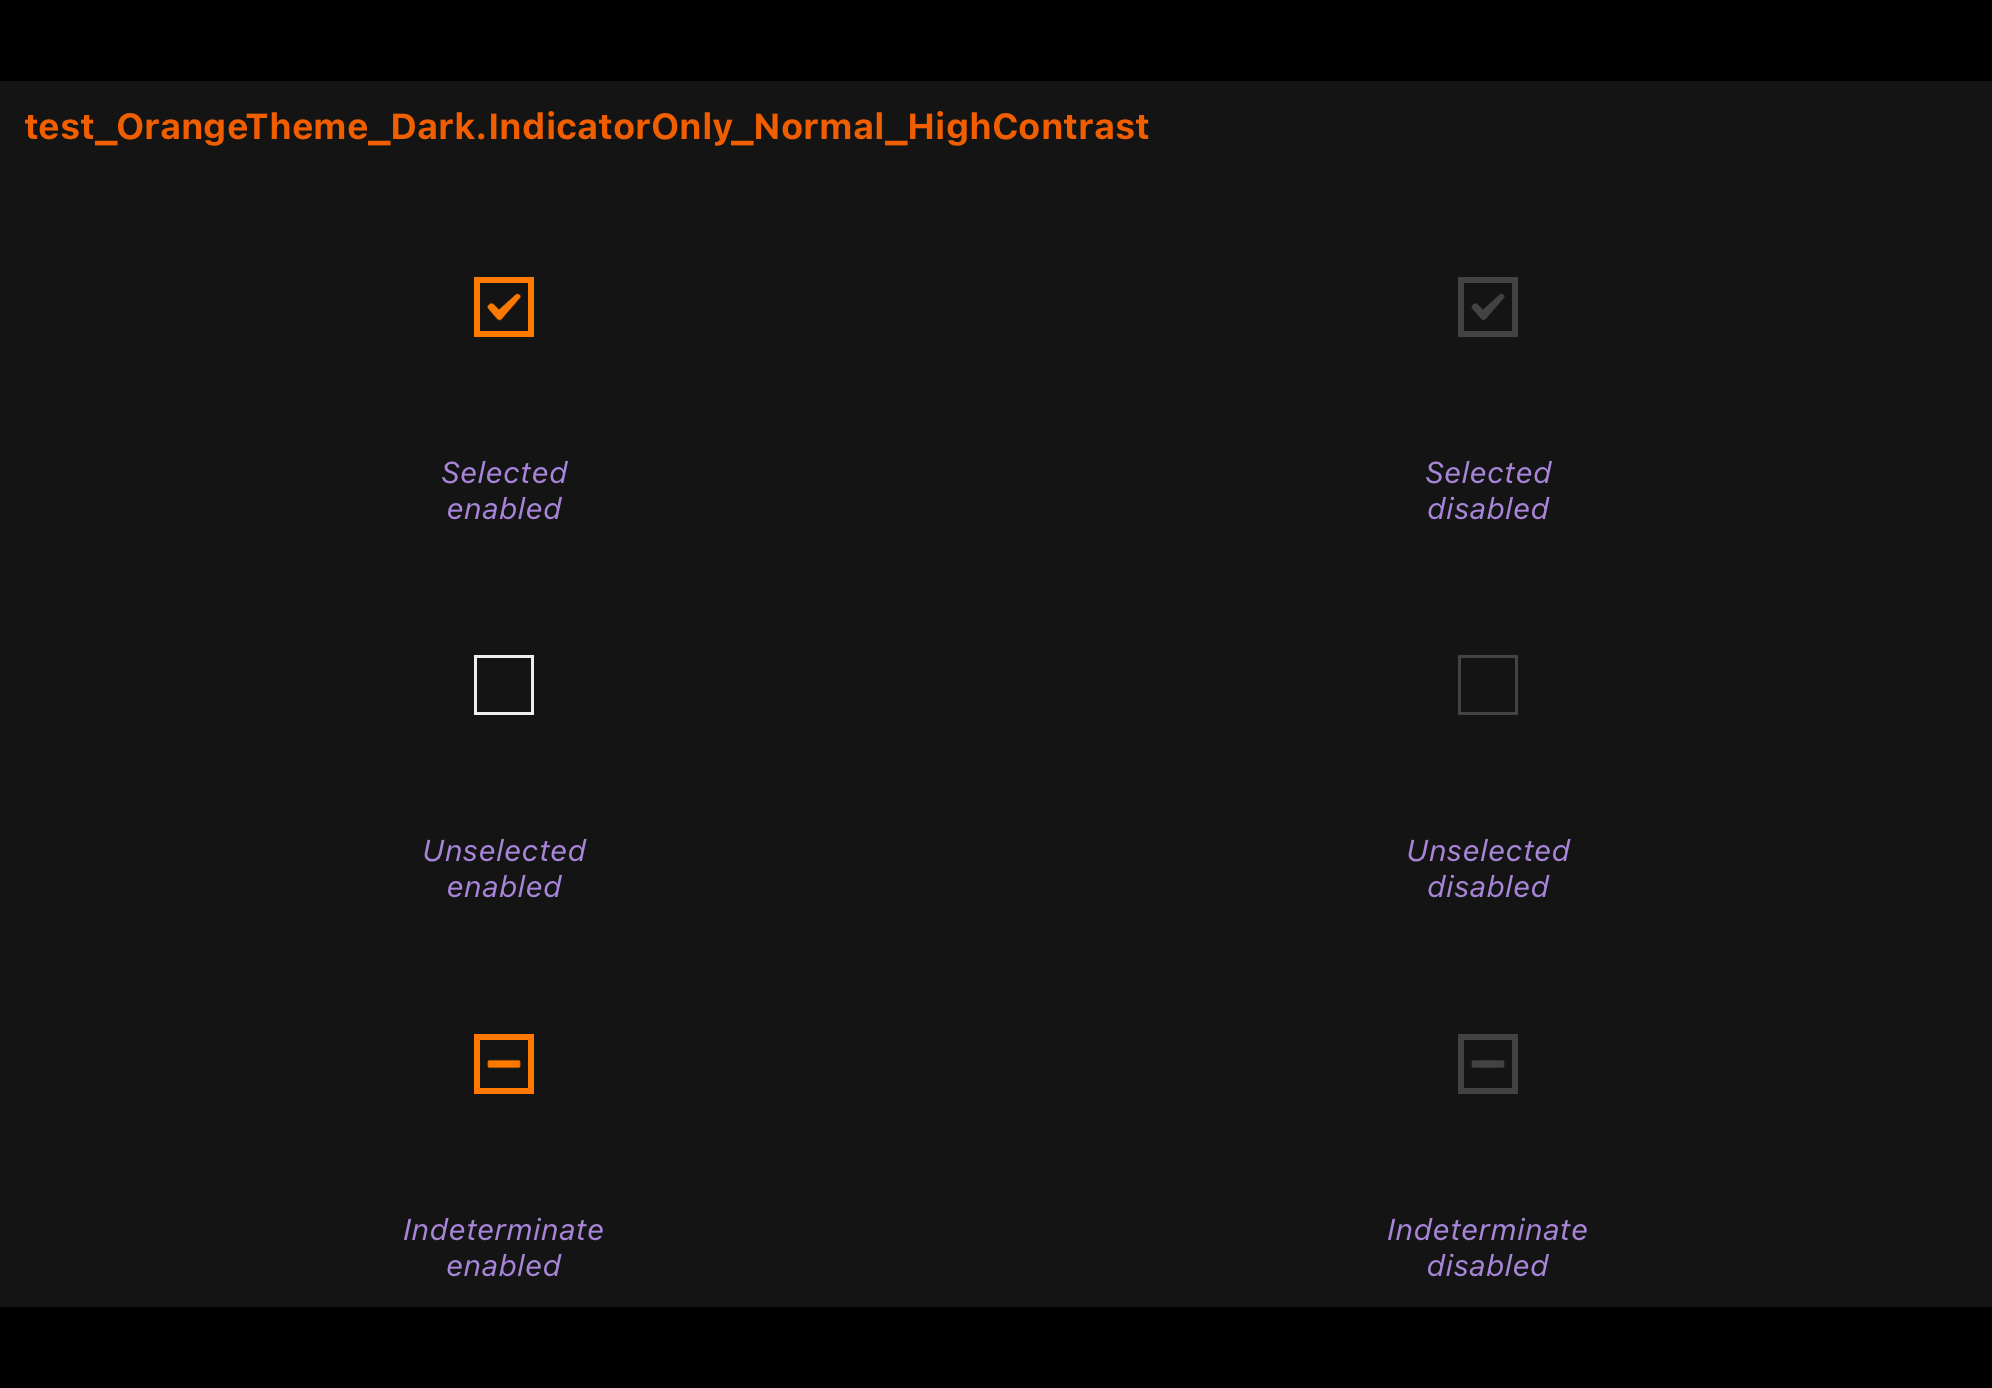 test_OrangeTheme_Dark.IndicatorOnly_Normal_HighContrast
Selected
enabled
Selected
disabled
Unselected
enabled
Unselected
disabled
Indeterminate
enabled
Indeterminate
disabled